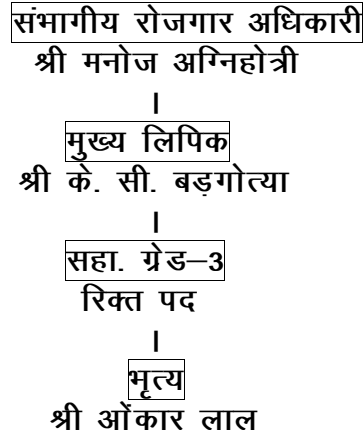 संभागीय रोजगार अधिकारी
श्री मनोज अग्निहोत्री
मुख्य लिपिक
श्री के. सी. बड़गोत्या
सहा. ग्रेड–3
रिक्त पद
भृत्य
श्री ओंकार लाल